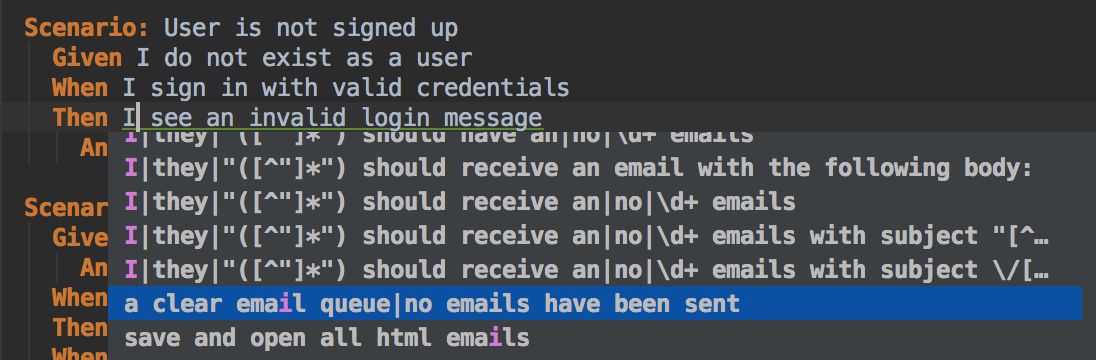 Scenario: User is not signed up
Given I do not exist as a user
When I sign in with valid credentials
Then I see an invalid login message
An
I|they|"([^"]*") should have an|no|\d+ emails
I|they|"([^"]*") should receive an email with the following body:
Scenar
I|they|"([^"]*") should receive an|no|\d+ emails
Give
I|they|"([^"]*") should receive an|no|\d+ emails with subject "[^…
An
I|they|"([^"]*") should receive an|no|\d+ emails with subject \/[…
When
a clear email queue|no emails have been sent
Then
save and open all html emails
When